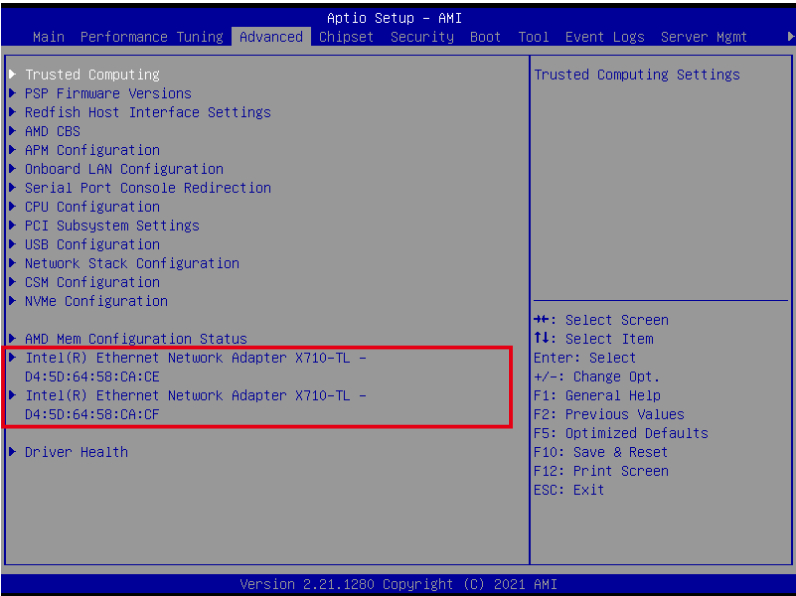 Aptio Setup – AMI
Main Performance Tuning Advanced Chipset Security Boot Tool Event Logs Server Mgmt
Trusted Computing
PSP Firmware Versions
Redfish Host Interface Settings
AMD CBS
APM Configuration
Onboard LAN Configuration
Serial Port Console Redirection
CPU Configuration
PCI Subsystem Settings
USB Configuration
Network Stack Configuration
CSM Configuration
NVMe Configuration
AMD Mem Configuration Status
Intel(R) Ethernet Network Adapter X710-TL –
D4:5D:64:58:CA:CE
Intel(R) Ethernet Network Adapter X710-TL –
D4:5D:64:58:CA:CF
Driver Health
Trusted Computing Settings
→←: Select Screen
↑↓: Select Item
Enter: Select
+/-: Change Opt.
F1: General Help
F2: Previous Values
F5: Optimized Defaults
F10: Save & Reset
F12: Print Screen
ESC: Exit
Version 2.21.1280 Copyright (C) 2021 AMI